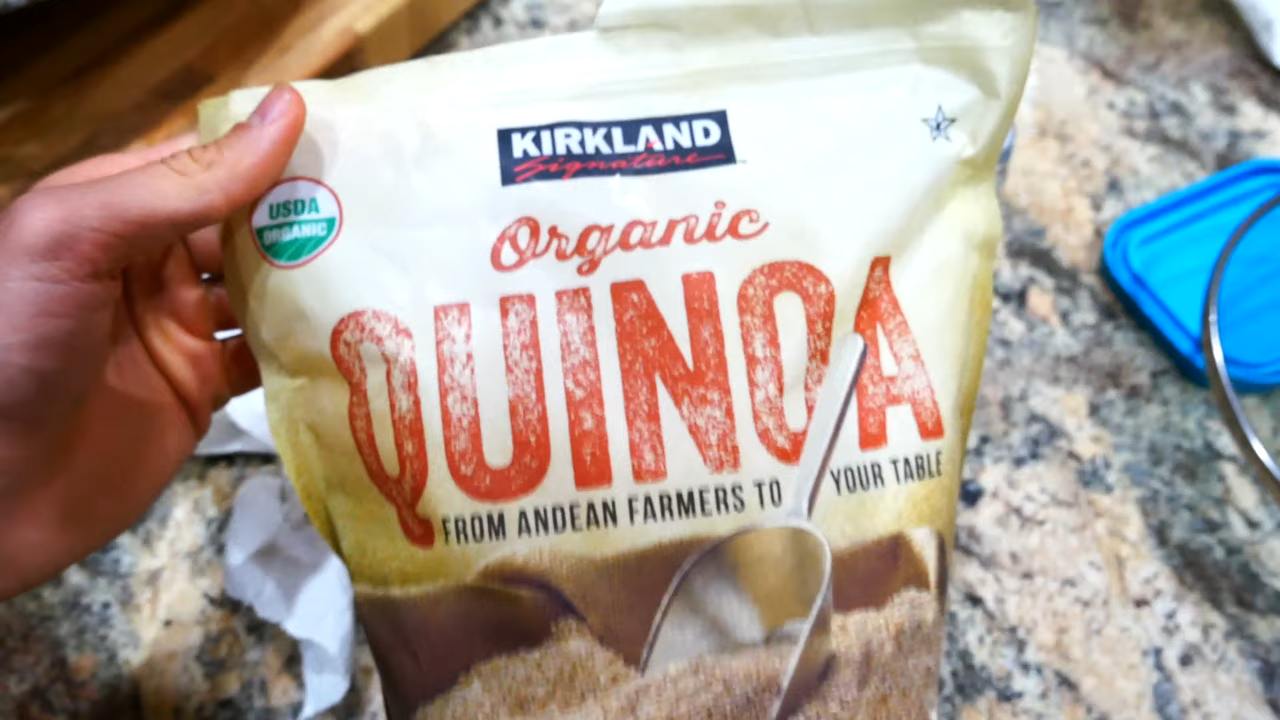 KIRKLAND
Signature
USDA
ORGANIC
Organic
QUINOA
FROM ANDEAN FARMERS TO YOUR TABLE